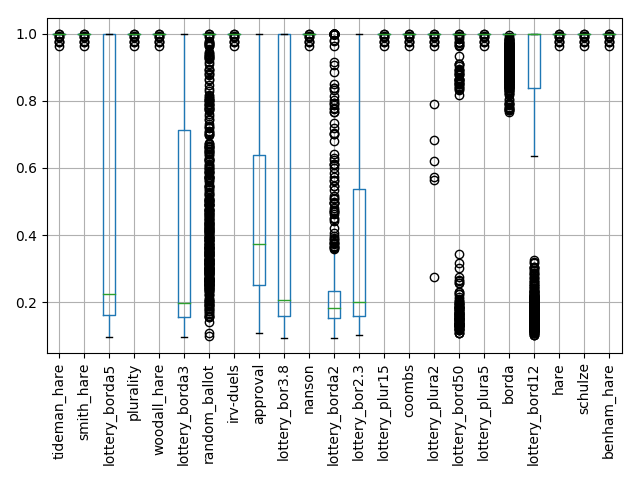 1.0
0.8
0.6
0.4
0.2
tideman_hare
smith_hare
lottery_borda5
plurality
woodall_hare
lottery_borda3
random_ballot
irv-duels
approval
lottery_bor3.8
nanson
lottery_borda2
lottery_bor2.3
lottery_plur15
coombs
lottery_plura2
lottery_bord50
lottery_plura5
borda
lottery_bord12
hare
schulze
benham_hare